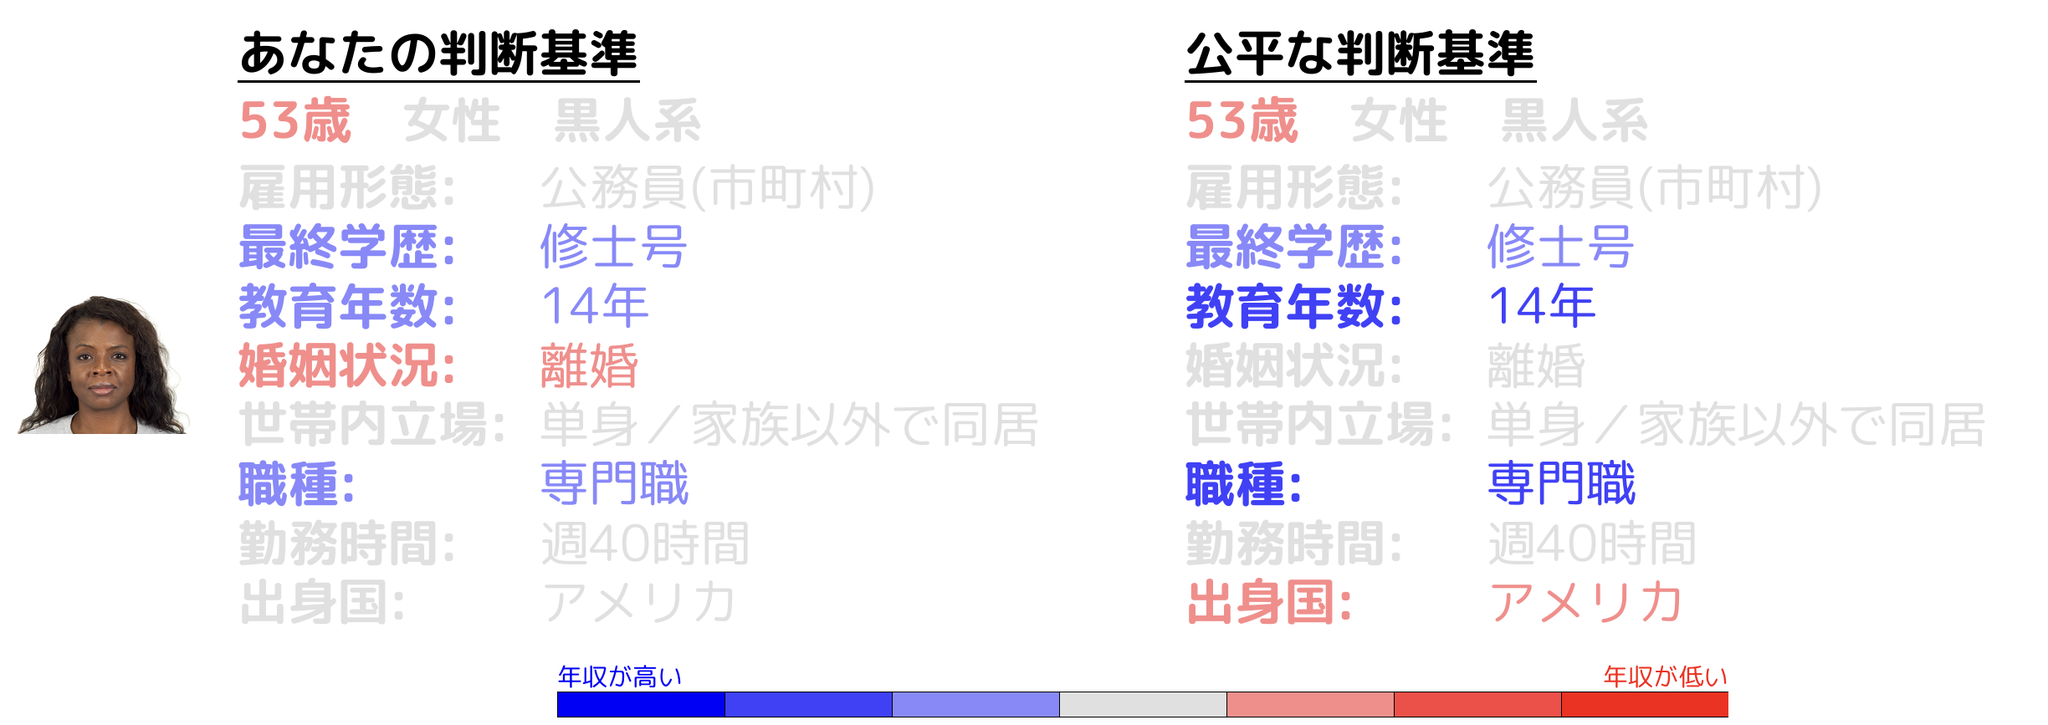 あなたの判断基準
53歳 女性 黒人系
雇用形態: 公務員(市町村)
最終学歴: 修士号
教育年数: 14年
婚姻状況: 離婚
世帯内立場: 単身／家族以外で同居
職種: 専門職
勤務時間: 週40時間
出身国: アメリカ
公平な判断基準
53歳 女性 黒人系
雇用形態: 公務員(市町村)
最終学歴: 修士号
教育年数: 14年
婚姻状況: 離婚
世帯内立場: 単身／家族以外で同居
職種: 専門職
勤務時間: 週40時間
出身国: アメリカ
年収が高い 年収が低い